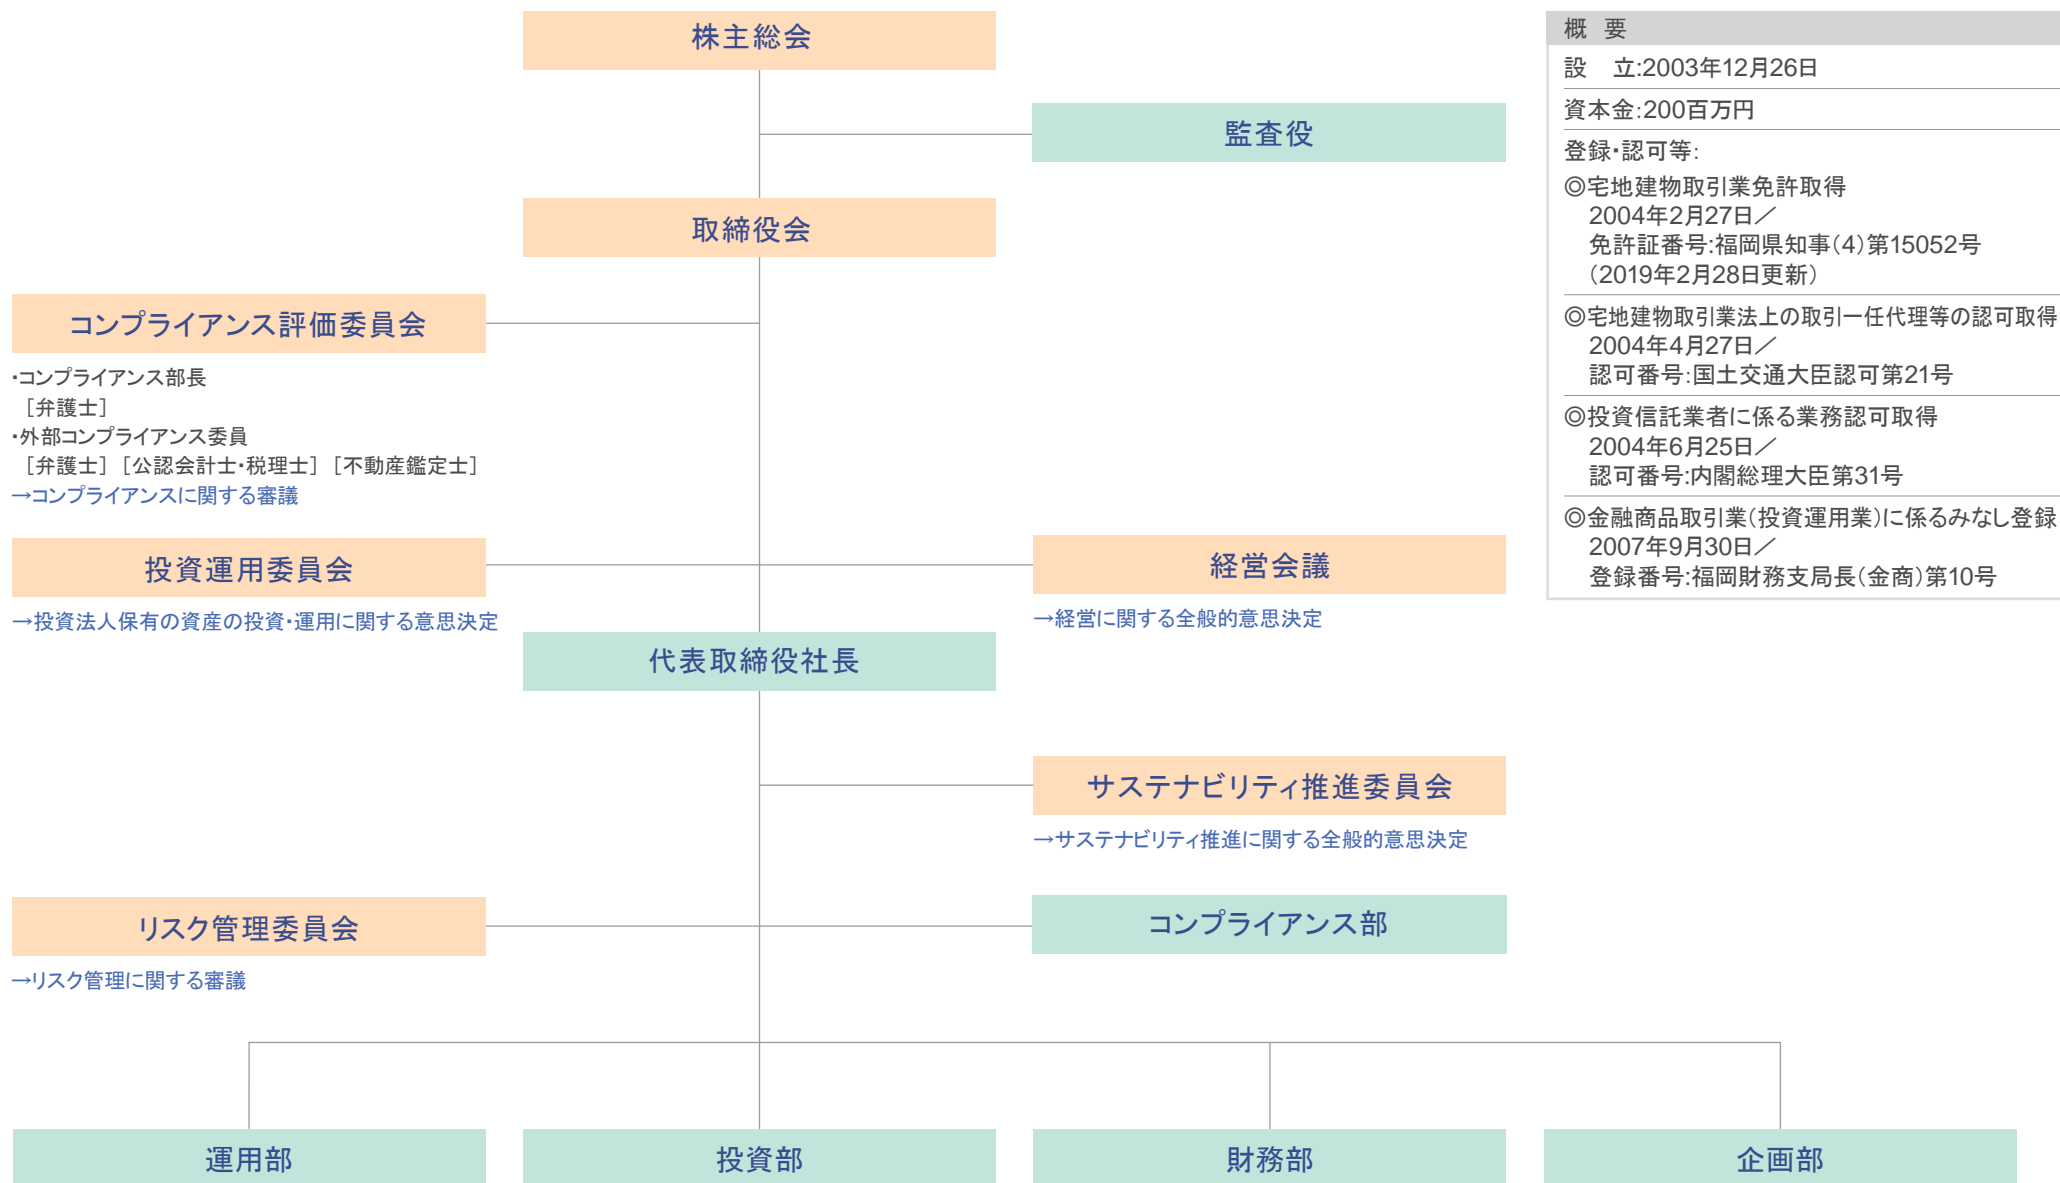 株主総会
監査役
取締役会
コンプライアンス評価委員会
・コンプライアンス部長
［弁護士］
・外部コンプライアンス委員
［弁護士］［公認会計士・税理士］［不動産鑑定士］
→コンプライアンスに関する審議
投資運用委員会
→投資法人保有の資産の投資・運用に関する意思決定
経営会議
→経営に関する全般的意思決定
代表取締役社長
サステナビリティ推進委員会
→サステナビリティ推進に関する全般的意思決定
リスク管理委員会
→リスク管理に関する審議
コンプライアンス部
運用部
投資部
財務部
企画部
概　要
設　立:2003年12月26日
資本金:200百万円
登録・認可等:
◎宅地建物取引業免許取得
2004年2月27日／
免許証番号:福岡県知事（4）第15052号
（2019年2月28日更新）
◎宅地建物取引業法上の取引一任代理等の認可取得
2004年4月27日／
認可番号:国土交通大臣認可第21号
◎投資信託業者に係る業務認可取得
2004年6月25日／
認可番号:内閣総理大臣第31号
◎金融商品取引業（投資運用業）に係るみなし登録
2007年9月30日／
登録番号:福岡財務支局長（金商）第10号